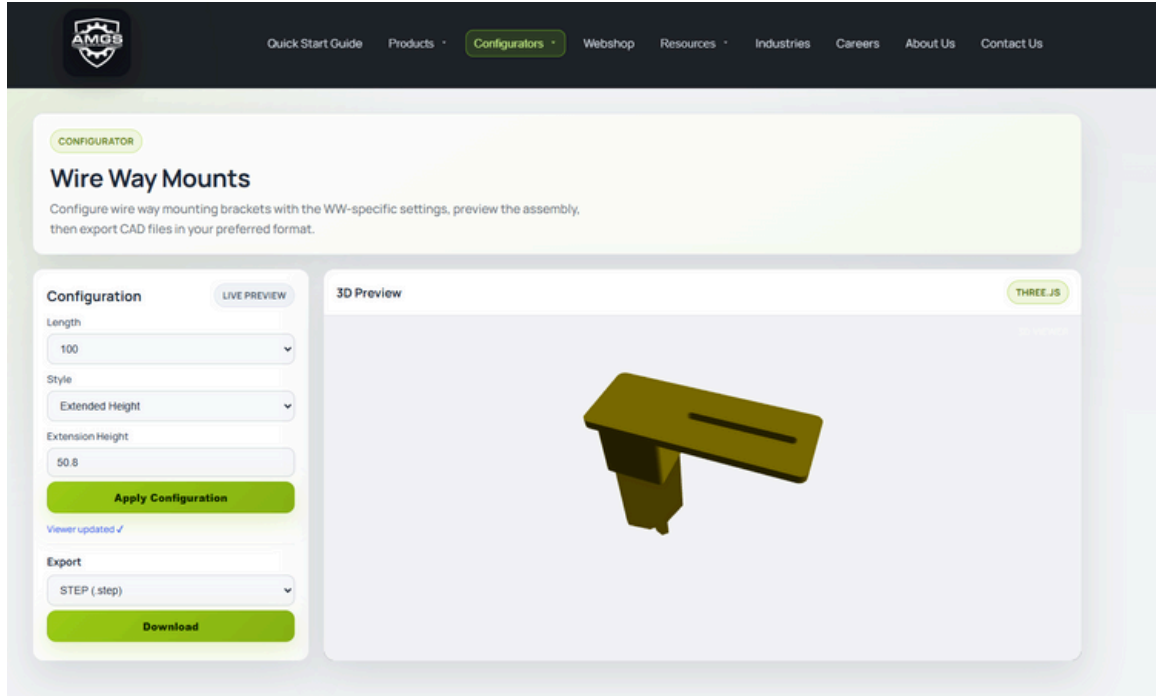 AMGS
Quick Start Guide Products Configurators Webshop Resources Industries Careers About Us Contact Us
CONFIGURATOR
Wire Way Mounts
Configure wire way mounting brackets with the WW-specific settings, preview the assembly,
then export CAD files in your preferred format.
Configuration LIVE PREVIEW
Length
100
Style
Extended Height
Extension Height
50.8
Apply Configuration
Viewer updated ✓
Export
STEP (.step)
Download
3D Preview THREE.JS